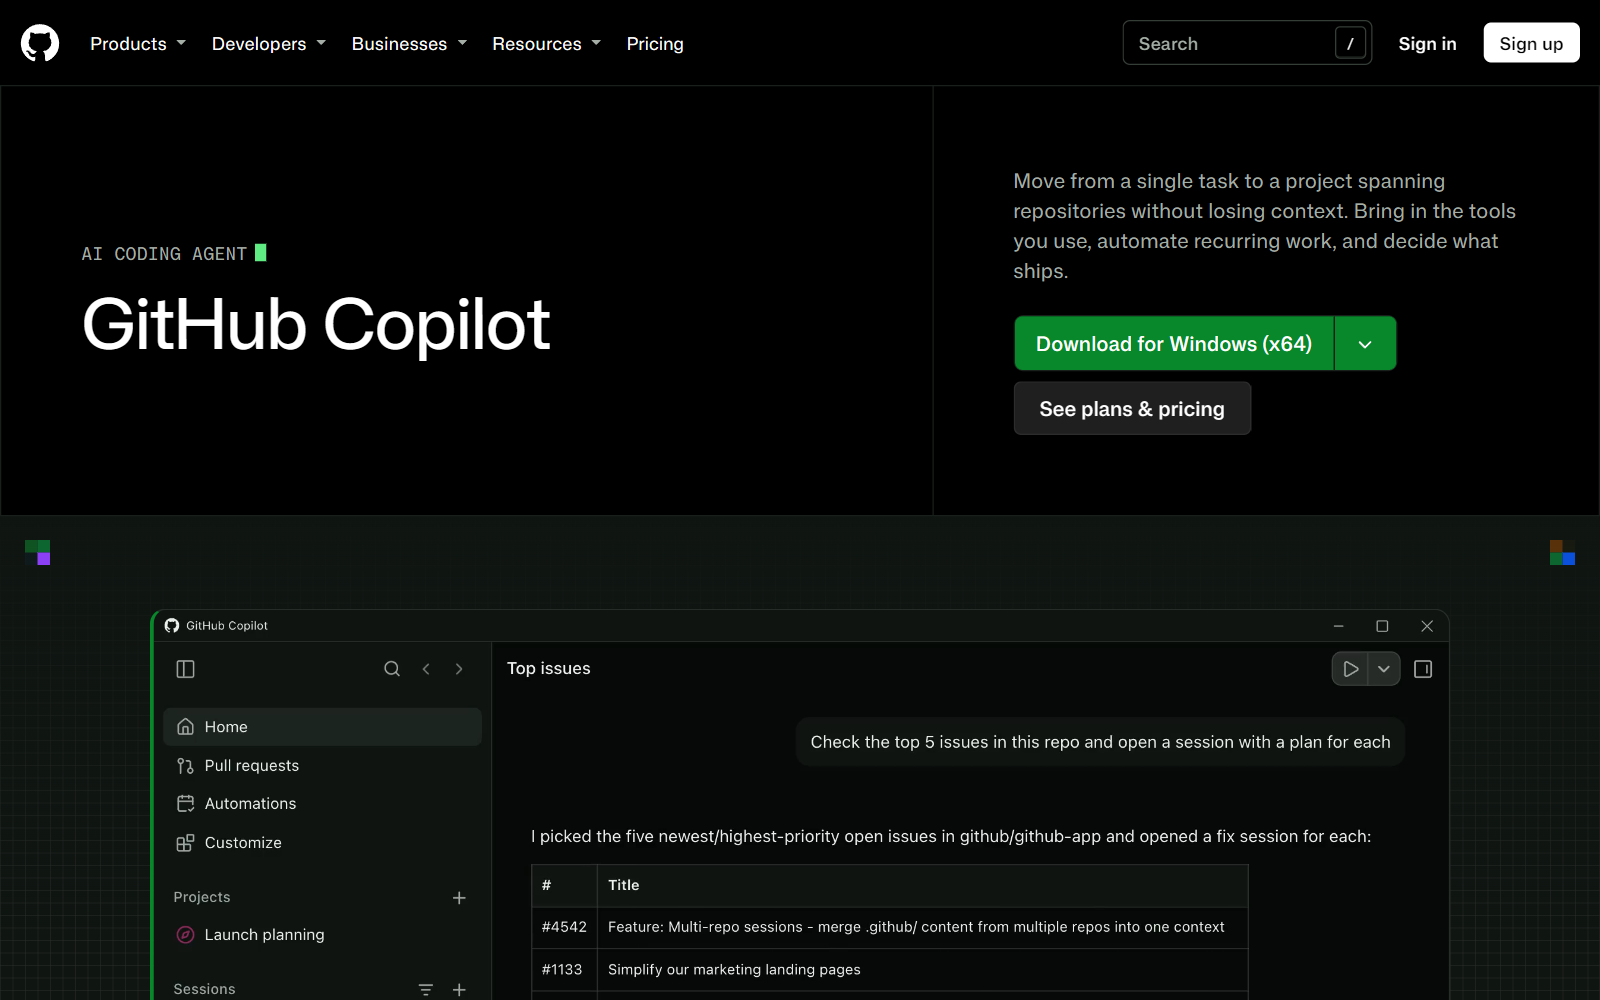 Products
Developers
Businesses
Resources
Pricing
Search
/
Sign in
Sign up
AI CODING AGENT
GitHub Copilot
Move from a single task to a project spanning
repositories without losing context. Bring in the tools
you use, automate recurring work, and decide what
ships.
Download for Windows (x64)
See plans & pricing
GitHub Copilot
Top issues
Home
Pull requests
Automations
Customize
Projects
Launch planning
Sessions
Check the top 5 issues in this repo and open a session with a plan for each
I picked the five newest/highest-priority open issues in github/github-app and opened a fix session for each:
# Title
#4542 Feature: Multi-repo sessions - merge .github/ content from multiple repos into one context
#1133 Simplify our marketing landing pages